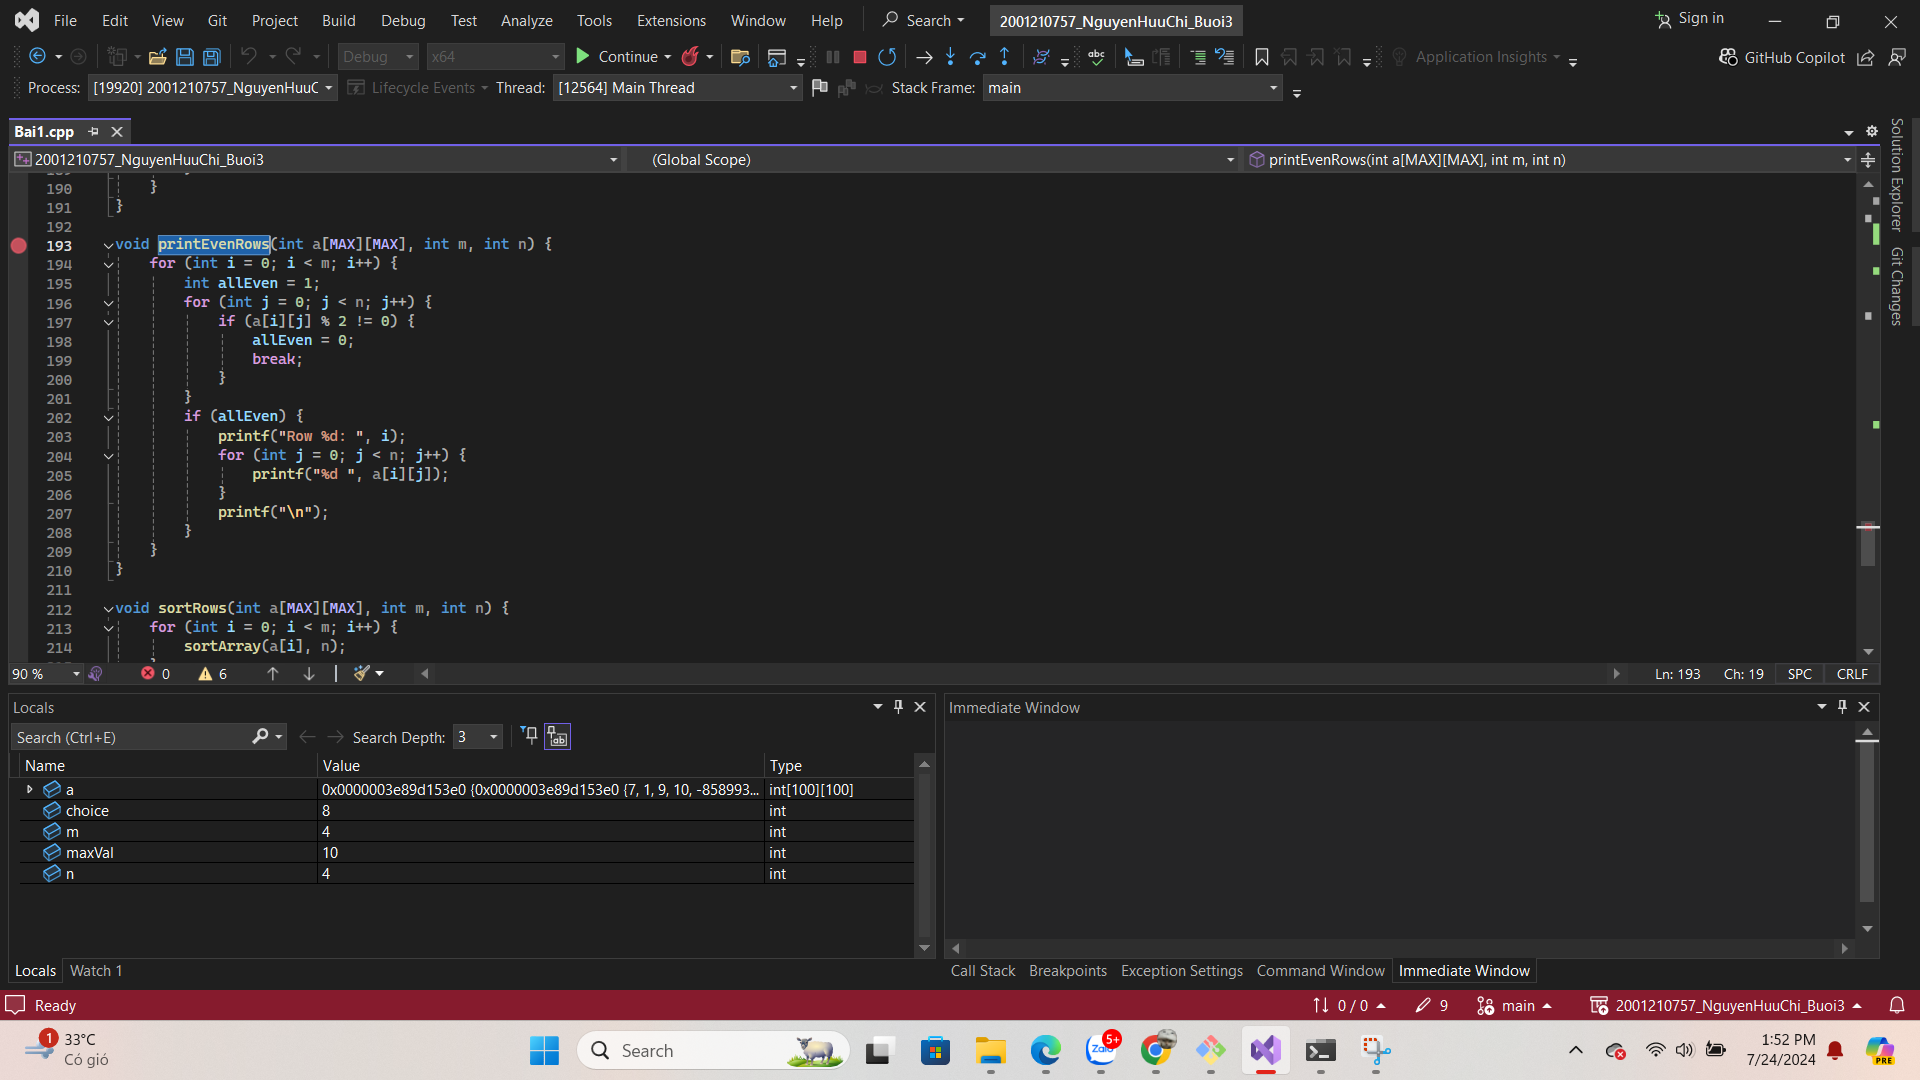 File Edit View Git Project Build Debug Test Analyze Tools Extensions Window Help Search 2001210757_NguyenHuuChi_Buoi3 Sign in
Debug x64 Continue abc Application Insights GitHub Copilot
Process: [19920] 2001210757_NguyenHuuC Lifecycle Events Thread: [12564] Main Thread Stack Frame: main
Bai1.cpp
2001210757_NguyenHuuChi_Buoi3 (Global Scope) printEvenRows(int a[MAX][MAX], int m, int n)
Solution Explorer
Git Changes
190 }
191 }
192
193 void printEvenRows(int a[MAX][MAX], int m, int n) {
194 for (int i = 0; i < m; i++) {
195 int allEven = 1;
196 for (int j = 0; j < n; j++) {
197 if (a[i][j] % 2 != 0) {
198 allEven = 0;
199 break;
200 }
201 }
202 if (allEven) {
203 printf("Row %d: ", i);
204 for (int j = 0; j < n; j++) {
205 printf("%d ", a[i][j]);
206 }
207 printf("\n");
208 }
209 }
210 }
211
212 void sortRows(int a[MAX][MAX], int m, int n) {
213 for (int i = 0; i < m; i++) {
214 sortArray(a[i], n);
90 % 0 6 Ln: 193 Ch: 19 SPC CRLF
Locals
Search (Ctrl+E) Search Depth: 3
Name Value Type
a 0x0000003e89d153e0 {0x0000003e89d153e0 {7, 1, 9, 10, -858993... int[100][100]
choice 8 int
m 4 int
maxVal 10 int
n 4 int
Locals Watch 1
Immediate Window
Call Stack Breakpoints Exception Settings Command Window Immediate Window
Ready 0 / 0 9 main 2001210757_NguyenHuuChi_Buoi3
1 33°C
Có gió
Search
5+
Zalo
1:52 PM
7/24/2024
PRE